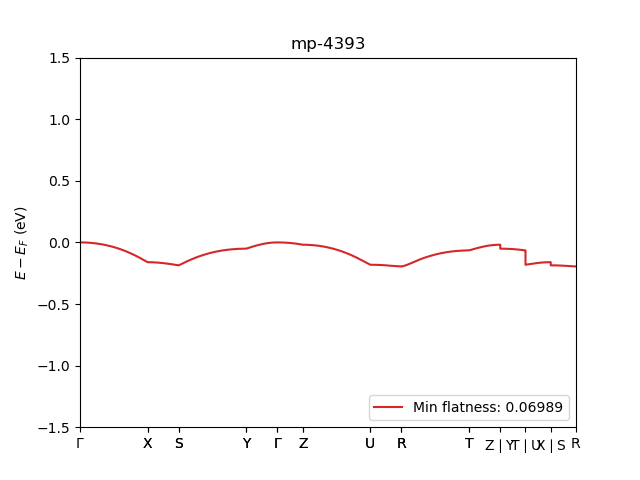 mp-4393
E − E_F (eV)
1.5
1.0
0.5
0.0
−0.5
−1.0
−1.5
Min flatness: 0.06989
Γ X S Y Γ Z U R T Z | Y T | U X | S R